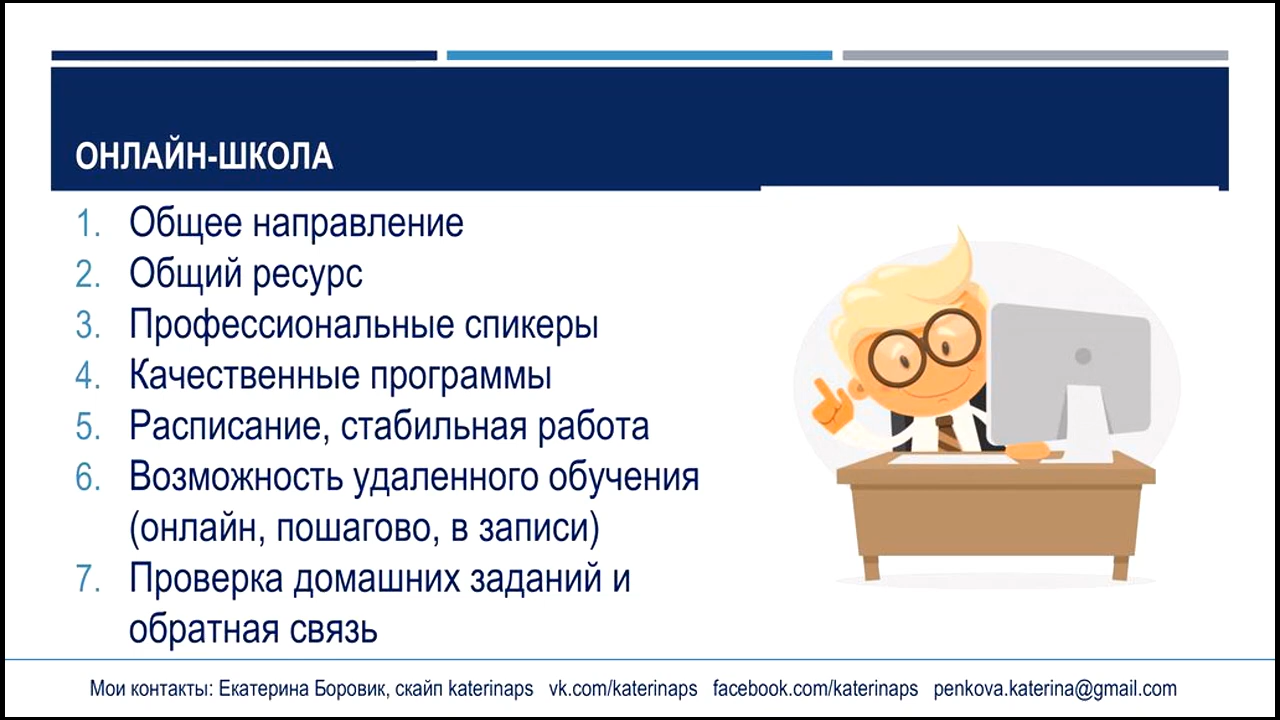 ОНЛАЙН-ШКОЛА
1. Общее направление
2. Общий ресурс
3. Профессиональные спикеры
4. Качественные программы
5. Расписание, стабильная работа
6. Возможность удаленного обучения
(онлайн, пошагово, в записи)
7. Проверка домашних заданий и
обратная связь
Мои контакты: Екатерина Боровик, скайп katerinaps vk.com/katerinaps facebook.com/katerinaps penkova.katerina@gmail.com